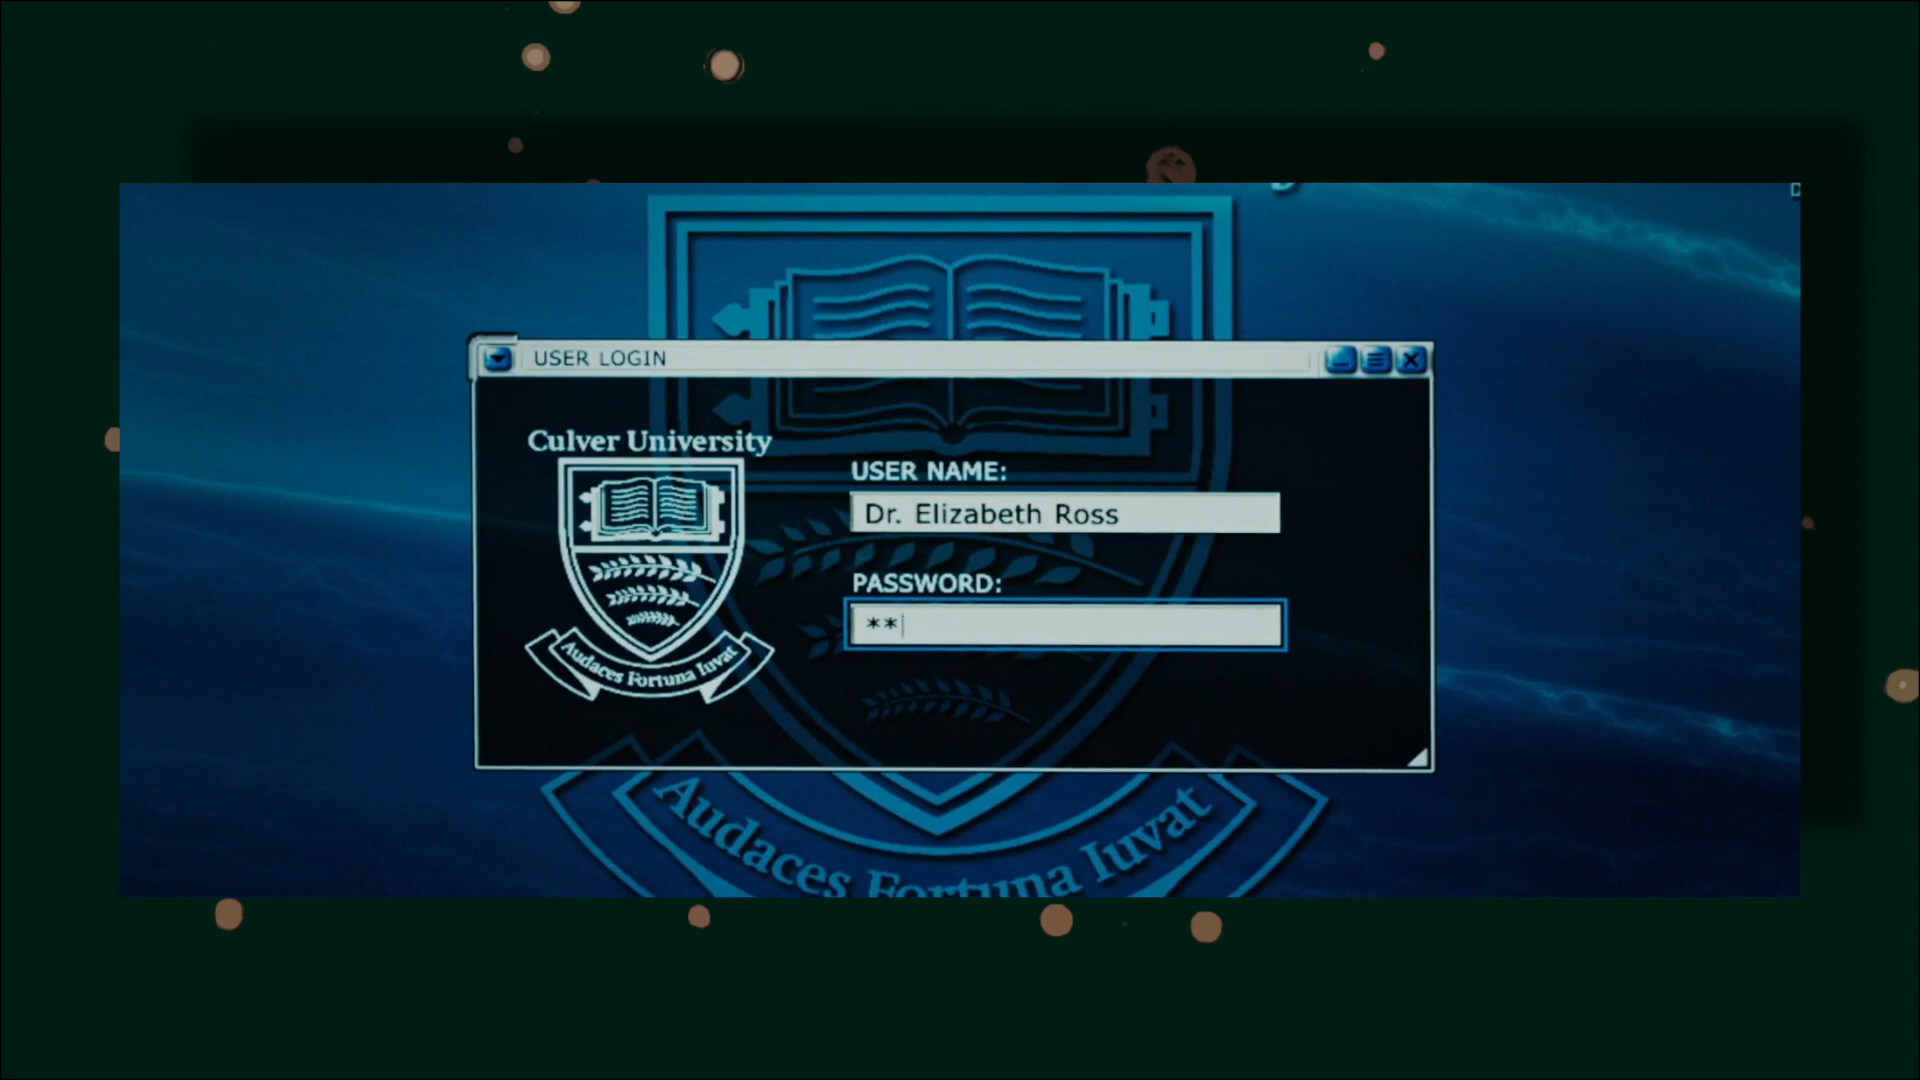 USER LOGIN
Culver University
USER NAME:
Dr. Elizabeth Ross
PASSWORD:
**
Audaces Fortuna Iuvat
Audaces Fortuna Iuvat